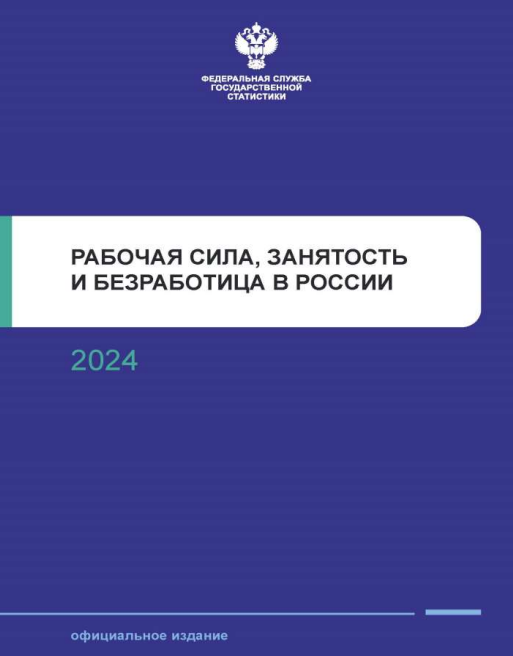 ФЕДЕРАЛЬНАЯ СЛУЖБА
ГОСУДАРСТВЕННОЙ
СТАТИСТИКИ
РАБОЧАЯ СИЛА, ЗАНЯТОСТЬ
И БЕЗРАБОТИЦА В РОССИИ
2024
официальное издание